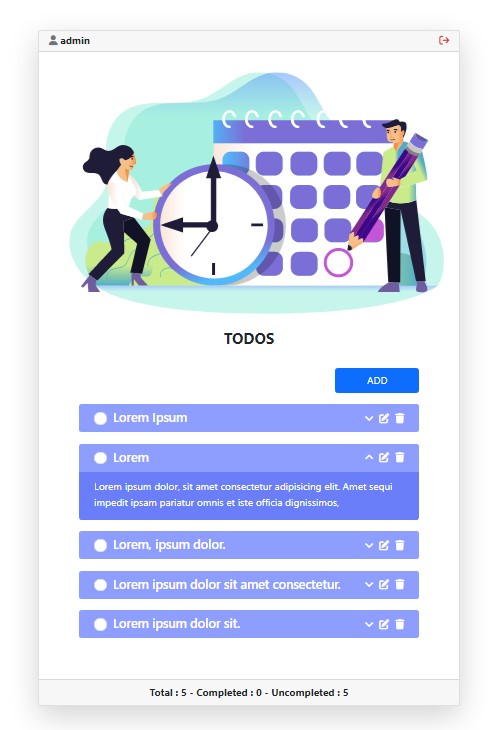 admin
TODOS
ADD
Lorem Ipsum
Lorem
Lorem ipsum dolor, sit amet consectetur adipisicing elit. Amet sequi
impedit ipsam pariatur omnis et iste officia dignissimos,
Lorem, ipsum dolor.
Lorem ipsum dolor sit amet consectetur.
Lorem ipsum dolor sit.
Total : 5 - Completed : 0 - Uncompleted : 5